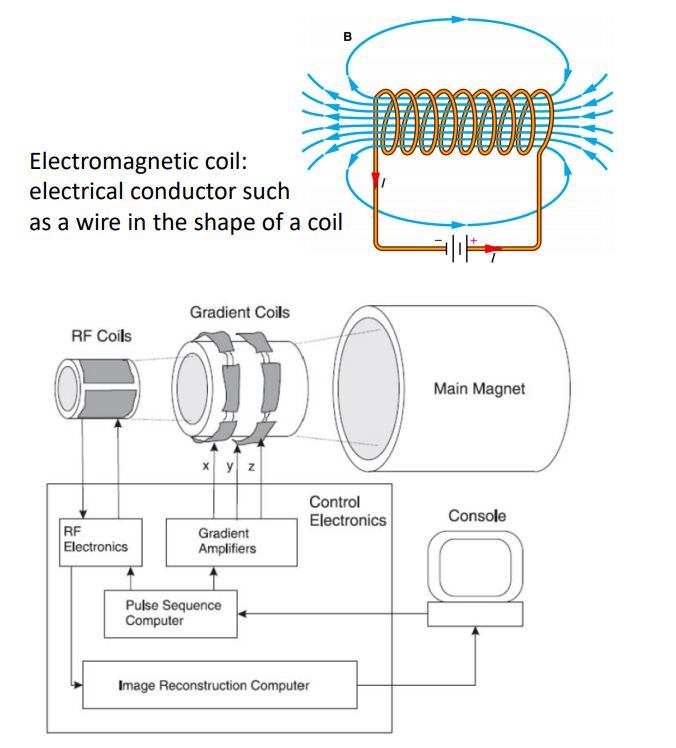 B
Electromagnetic coil:
electrical conductor such
as a wire in the shape of a coil
I
-
+
I
Gradient Coils
RF Coils
Main Magnet
x y z
Control
Electronics
Console
RF
Electronics
Gradient
Amplifiers
Pulse Sequence
Computer
Image Reconstruction Computer